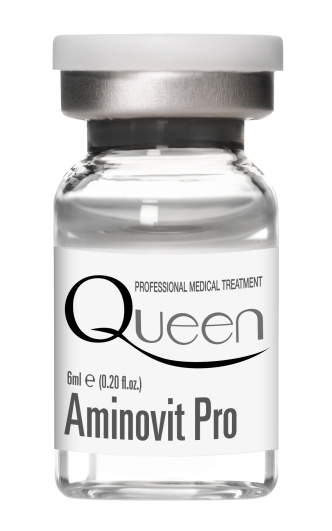 PROFESSIONAL MEDICAL TREATMENT
Queen
6ml ℮ (0.20 fl.oz.)
Aminovit Pro